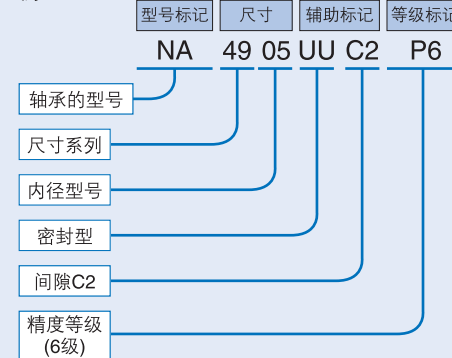 型号标记 尺寸 辅助标记 等级标记
NA 49 05 UU C2 P6
轴承的型号
尺寸系列
内径型号
密封型
间隙C2
精度等级
(6级)